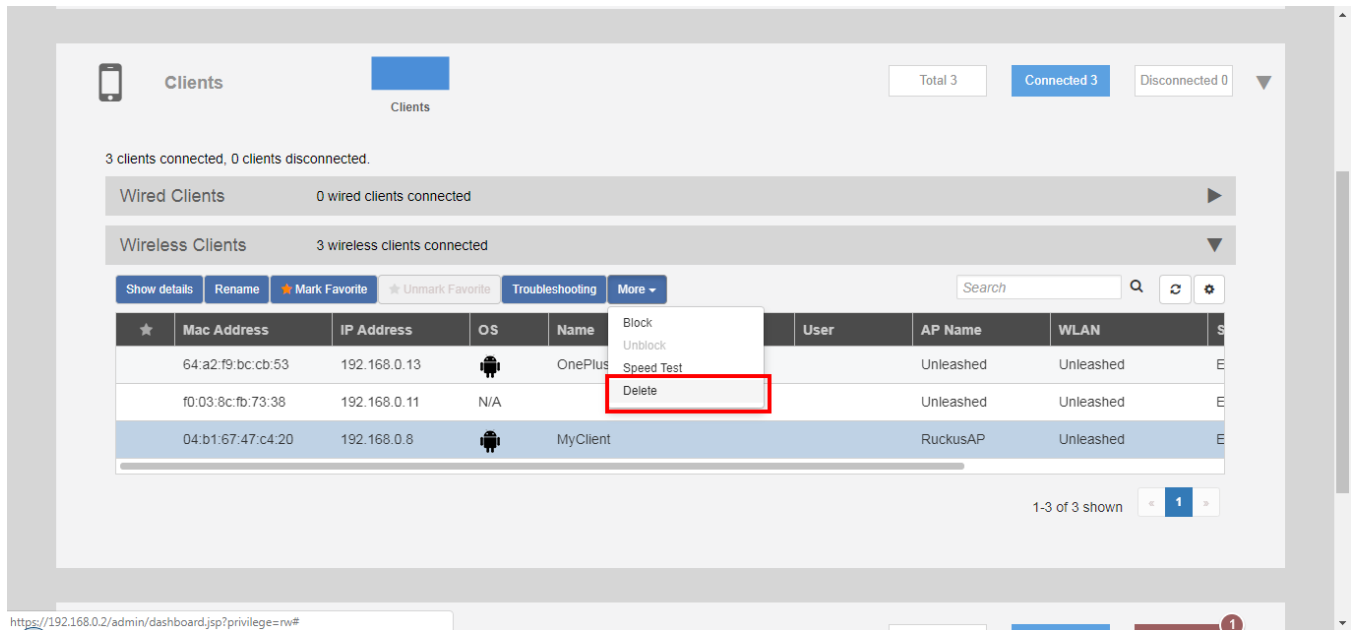 Clients
Clients
Total 3
Connected 3
Disconnected 0
3 clients connected, 0 clients disconnected.
Wired Clients 0 wired clients connected
Wireless Clients 3 wireless clients connected
Show details Rename Mark Favorite Unmark Favorite Troubleshooting More Search
Mac Address IP Address OS Name User AP Name WLAN S
Block
Unblock
Speed Test
Delete
64:a2:f9:bc:cb:53 192.168.0.13 OnePlus Unleashed Unleashed E
f0:03:8c:fb:73:38 192.168.0.11 N/A Unleashed Unleashed E
04:b1:67:47:c4:20 192.168.0.8 MyClient RuckusAP Unleashed E
1-3 of 3 shown « 1 »
https://192.168.0.2/admin/dashboard.jsp?privilege=rw#
1